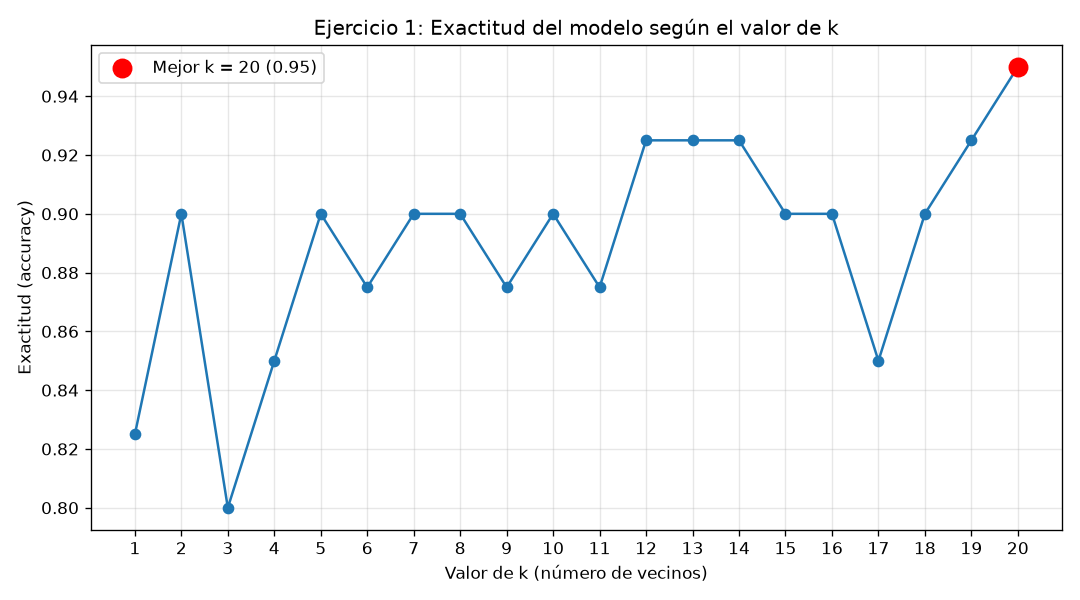 Ejercicio 1: Exactitud del modelo según el valor de k
Mejor k = 20 (0.95)
Exactitud (accuracy)
0.94
0.92
0.90
0.88
0.86
0.84
0.82
0.80
1 2 3 4 5 6 7 8 9 10 11 12 13 14 15 16 17 18 19 20
Valor de k (número de vecinos)